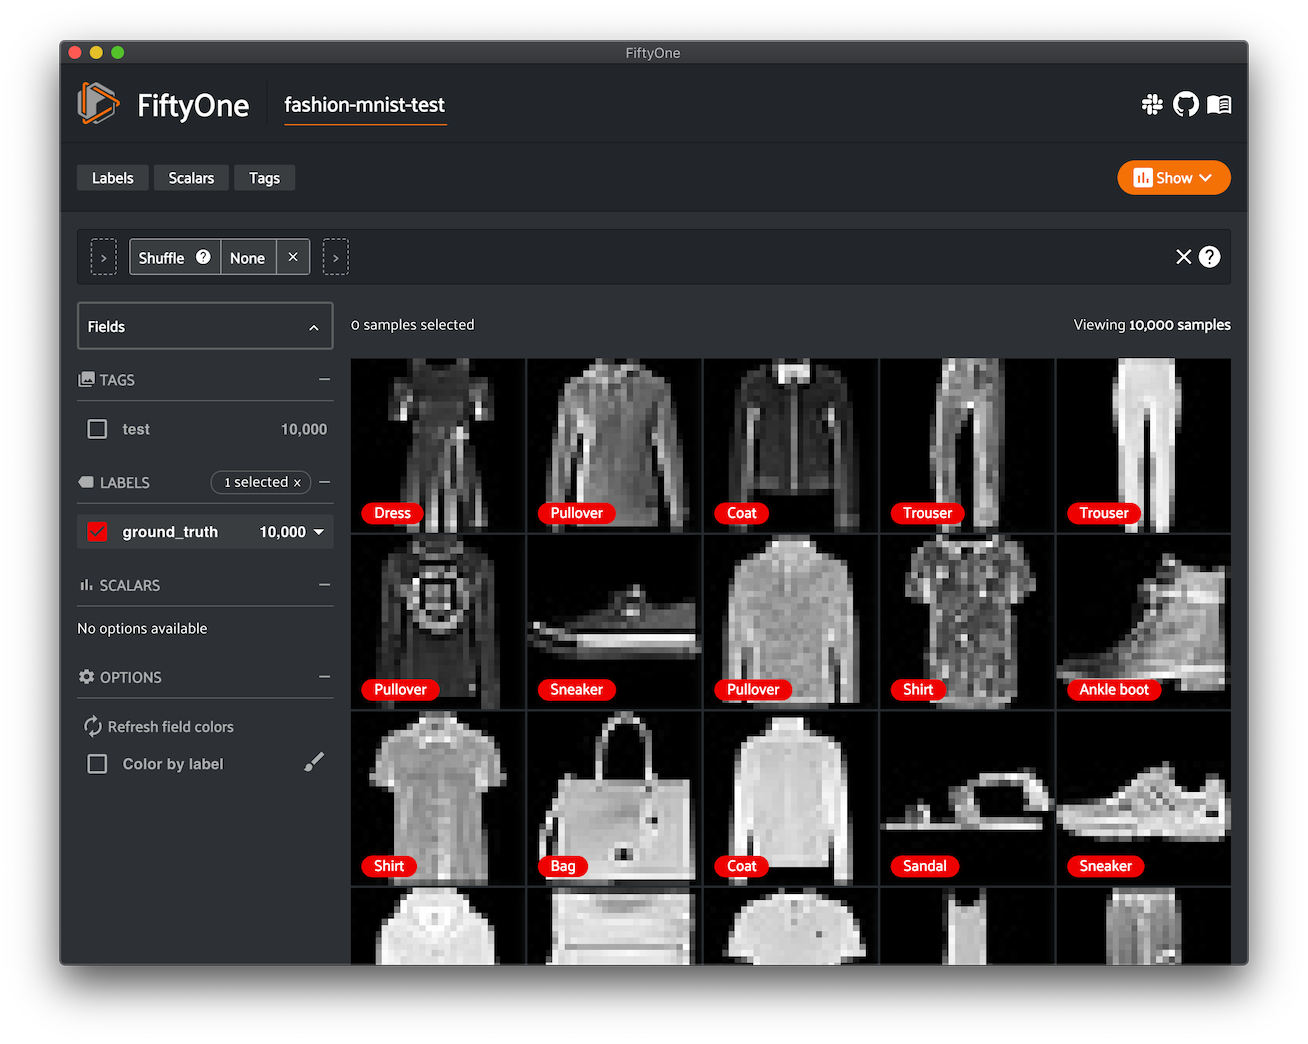 FiftyOne
FiftyOne
fashion-mnist-test
Labels
Scalars
Tags
Show
>
Shuffle ? None ×
>
× ?
Fields
0 samples selected
Viewing 10,000 samples
TAGS
test 10,000
LABELS
1 selected ×
ground_truth 10,000
SCALARS
No options available
OPTIONS
Refresh field colors
Color by label
Dress
Pullover
Coat
Trouser
Trouser
Pullover
Sneaker
Pullover
Shirt
Ankle boot
Shirt
Bag
Coat
Sandal
Sneaker